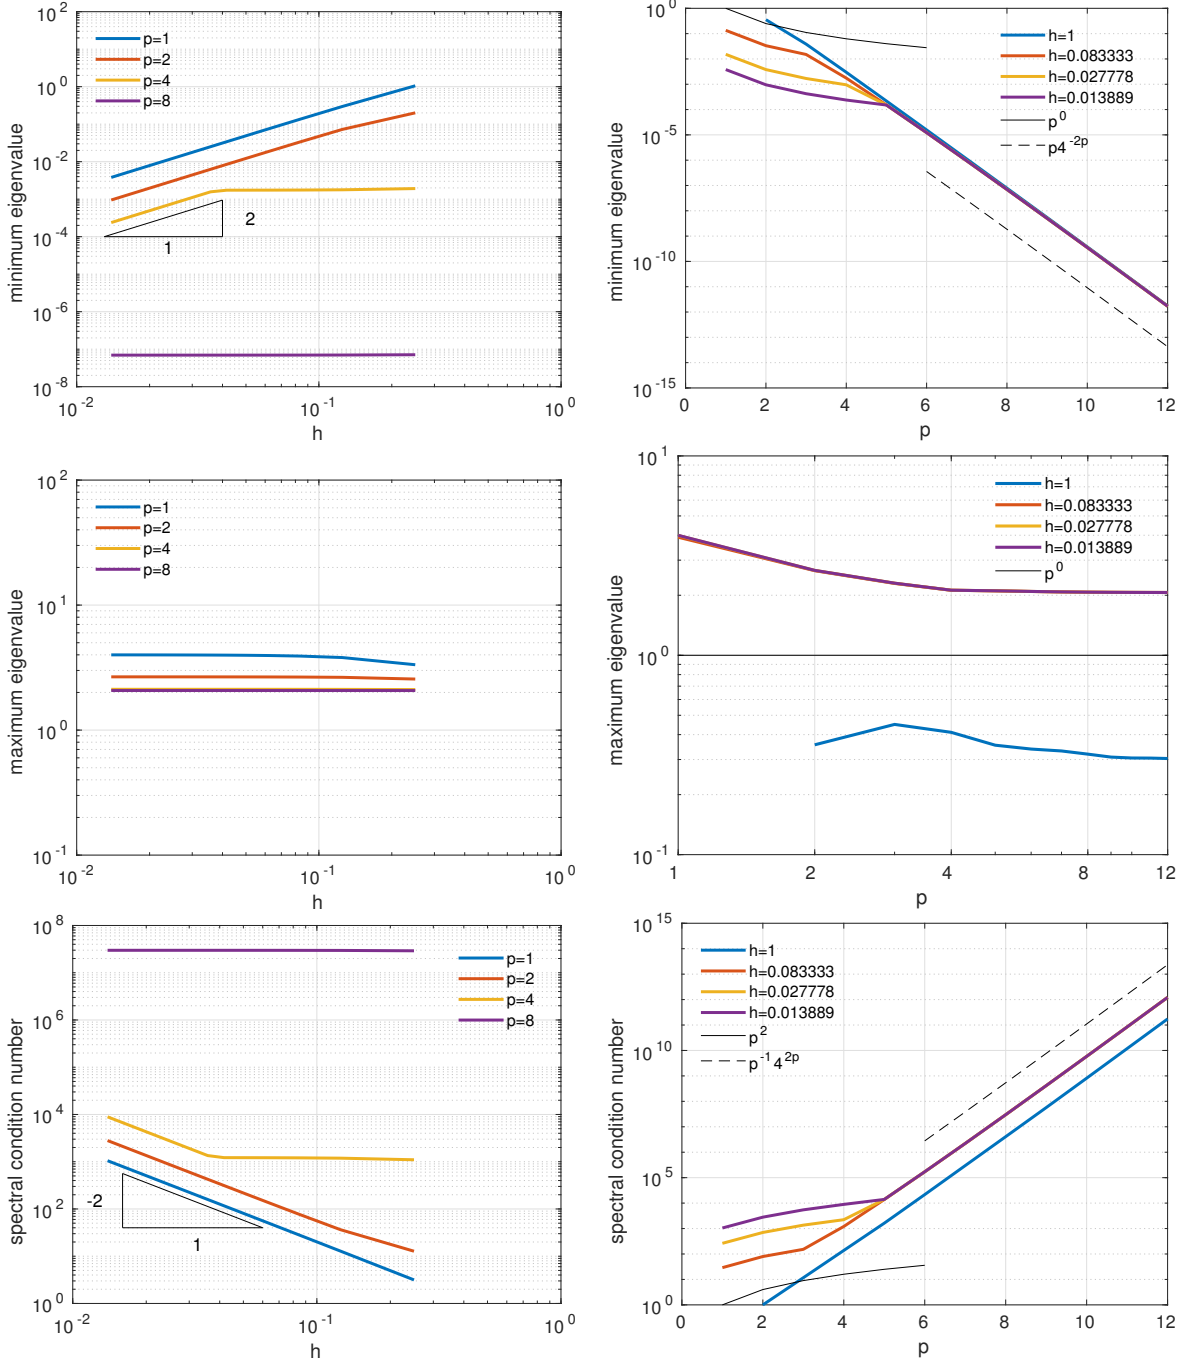 minimum eigenvalue
10^2
10^0
10^-2
10^-4
10^-6
10^-8
p=1
p=2
p=4
p=8
2
1
10^-2
10^-1
10^0
h
minimum eigenvalue
10^0
10^-5
10^-10
10^-15
h=1
h=0.083333
h=0.027778
h=0.013889
p^0
p4^-2p
0
2
4
6
8
10
12
p
maximum eigenvalue
10^2
10^1
10^0
10^-1
p=1
p=2
p=4
p=8
10^-2
10^-1
10^0
h
maximum eigenvalue
10^1
10^0
10^-1
h=1
h=0.083333
h=0.027778
h=0.013889
p^0
1
2
4
8
12
p
spectral condition number
10^8
10^6
10^4
10^2
10^0
p=1
p=2
p=4
p=8
-2
1
10^-2
10^-1
10^0
h
spectral condition number
10^15
10^10
10^5
10^0
h=1
h=0.083333
h=0.027778
h=0.013889
p^2
p^-1 4^2p
0
2
4
6
8
10
12
p